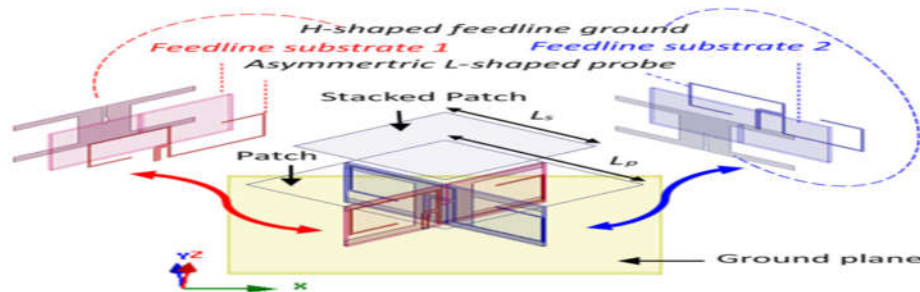 H-shaped feedline ground
Feedline substrate 1
Feedline substrate 2
Asymmertric L-shaped probe
Stacked Patch
Ls
Lp
Patch
Ground plane
Y
Z
X